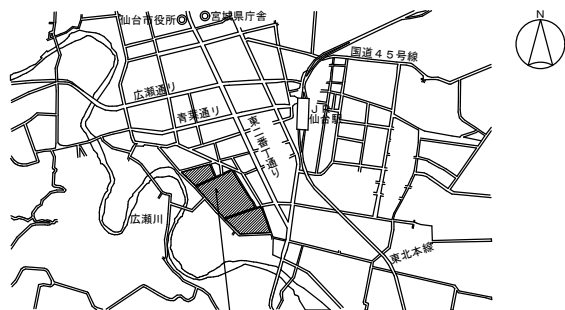 仙台市役所
宮城県庁舎
N
国道45号線
広瀬通り
青葉通り
JR
仙台駅
東二番丁通り
広瀬川
東北本線